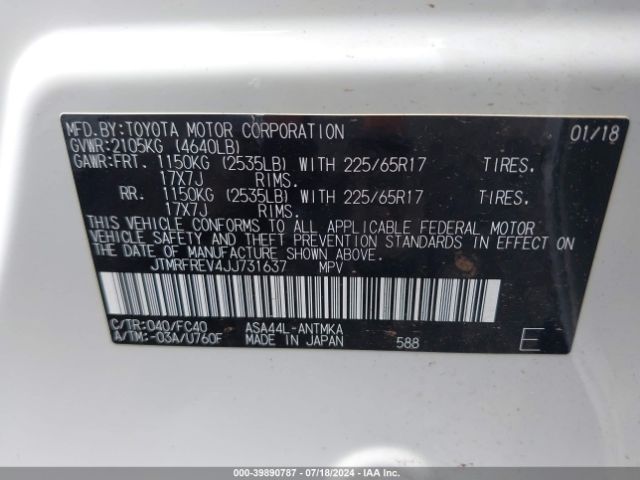 MFD.BY:TOYOTA MOTOR CORPORATION 01/18
GVWR:2105KG (4640LB)
GAWR:FRT. 1150KG (2535LB) WITH 225/65R17 TIRES.
17X7J RIMS.
RR. 1150KG (2535LB) WITH 225/65R17 TIRES.
17X7J RIMS.
THIS VEHICLE CONFORMS TO ALL APPLICABLE FEDERAL MOTOR
VEHICLE SAFETY AND THEFT PREVENTION STANDARDS IN EFFECT ON
THE DATE OF MANUFACTURE SHOWN ABOVE.
JTMRFREV4JJ731637 MPV
C/TR:040/FC40 ASA44L-ANTMKA
A/TM:-03A/U760F MADE IN JAPAN 588 E
000-39890787 - 07/18/2024 - IAA Inc.